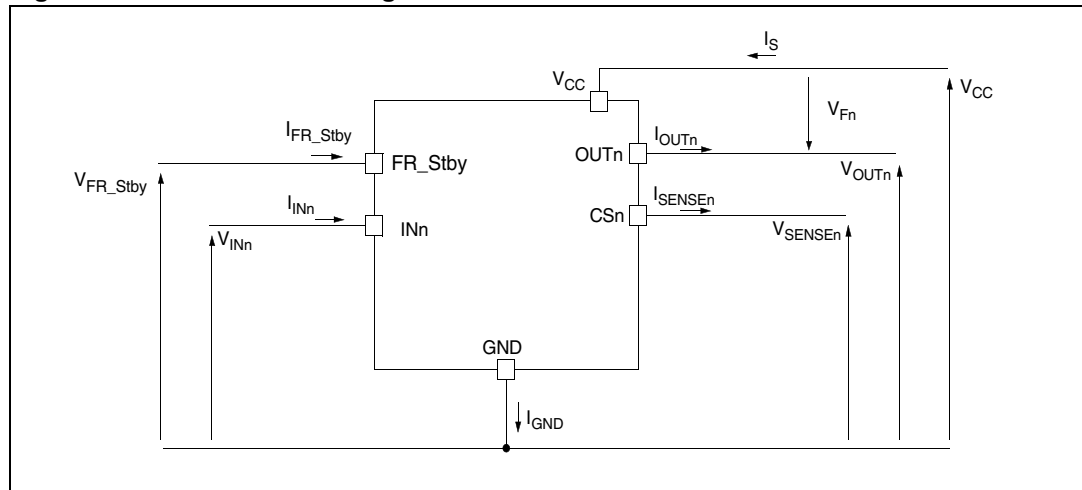 I_S
V_CC
V_CC
V_Fn
I_FR_Stby
I_OUTn
FR_Stby
OUTn
V_FR_Stby
V_OUTn
I_INn
I_SENSEn
INn
CSn
V_INn
V_SENSEn
GND
I_GND